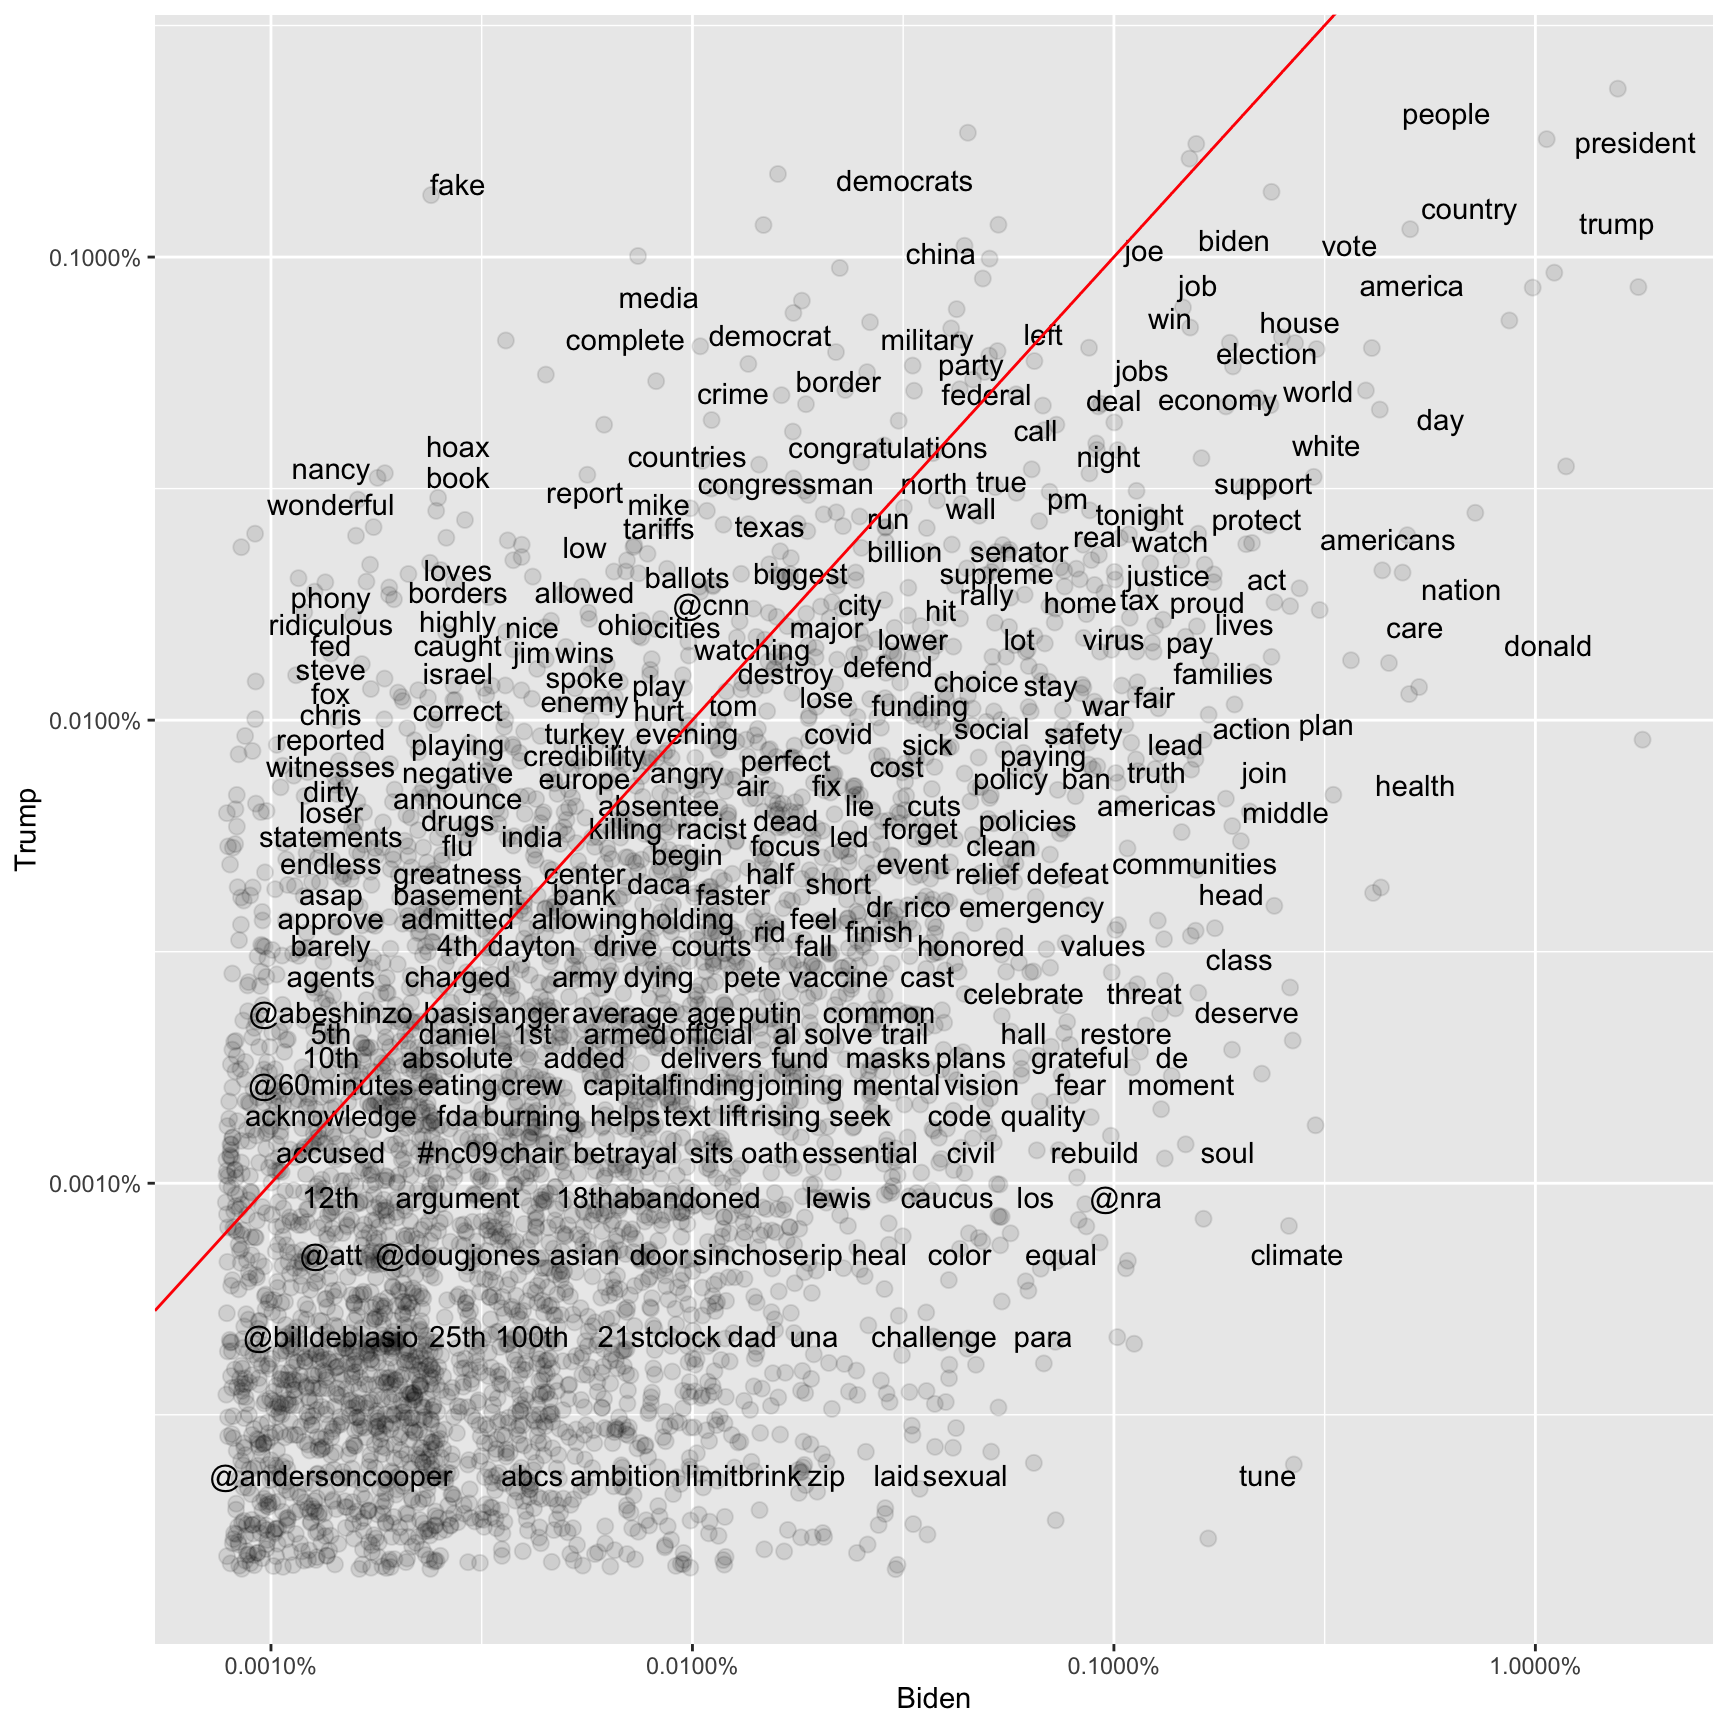 people
president
fake
democrats
country
trump
china
joe
biden
vote
0.1000%
media
job
america
complete
democrat
military
left
win
house
party
election
crime
border
federal
jobs
deal
economy
world
call
day
hoax
countries
congratulations
night
white
nancy
book
report
congressman
north
true
support
wonderful
mike
wall
pm
tonight
protect
tariffs
texas
run
real
watch
americans
low
billion
senator
loves
ballots
biggest
supreme
justice
act
nation
phony
borders
allowed
@cnn
city
hit
rally
home
tax
proud
ridiculous
highly
nice
ohio
cities
major
lives
care
fed
caught
jim
wins
watching
lower
lot
virus
pay
donald
steve
israel
spoke
play
destroy
defend
choice
stay
families
fox
enemy
lose
fair
chris
correct
hurt
tom
funding
war
0.0100%
reported
playing
turkey
evening
covid
sick
social
safety
lead
action
plan
witnesses
negative
credibility
angry
perfect
cost
paying
truth
join
dirty
europe
air
fix
policy
ban
health
loser
announce
absentee
lie
cuts
americas
middle
statements
drugs
india
killing
racist
dead
led
forget
policies
flu
begin
focus
clean
endless
greatness
center
daca
half
short
event
relief
defeat
communities
asap
basement
bank
faster
head
approve
admitted
allowing
holding
feel
dr
rico
emergency
barely
4th
dayton
drive
courts
rid
fall
finish
honored
values
class
agents
charged
army
dying
pete
vaccine
cast
celebrate
threat
@abeshinzo
basis
anger
average
age
putin
common
deserve
5th
daniel
1st
armed
official
al
solve
trail
hall
restore
10th
absolute
added
delivers
fund
masks
plans
grateful
de
@60minutes
eating
crew
capital
finding
joining
mental
vision
fear
moment
acknowledge
fda
burning
helps
text
lift
rising
seek
code
quality
accused
#nc09
chair
betrayal
sits
oath
essential
civil
rebuild
soul
0.0010%
12th
argument
18th
abandoned
lewis
caucus
los
@nra
@att
@dougjones
asian
door
sin
chose
rip
heal
color
equal
climate
@billdeblasio
25th
100th
21st
clock
dad
una
challenge
para
@andersoncooper
abcs
ambition
limit
brink
zip
laid
sexual
tune
0.0010%
0.0100%
0.1000%
1.0000%
Biden
Trump